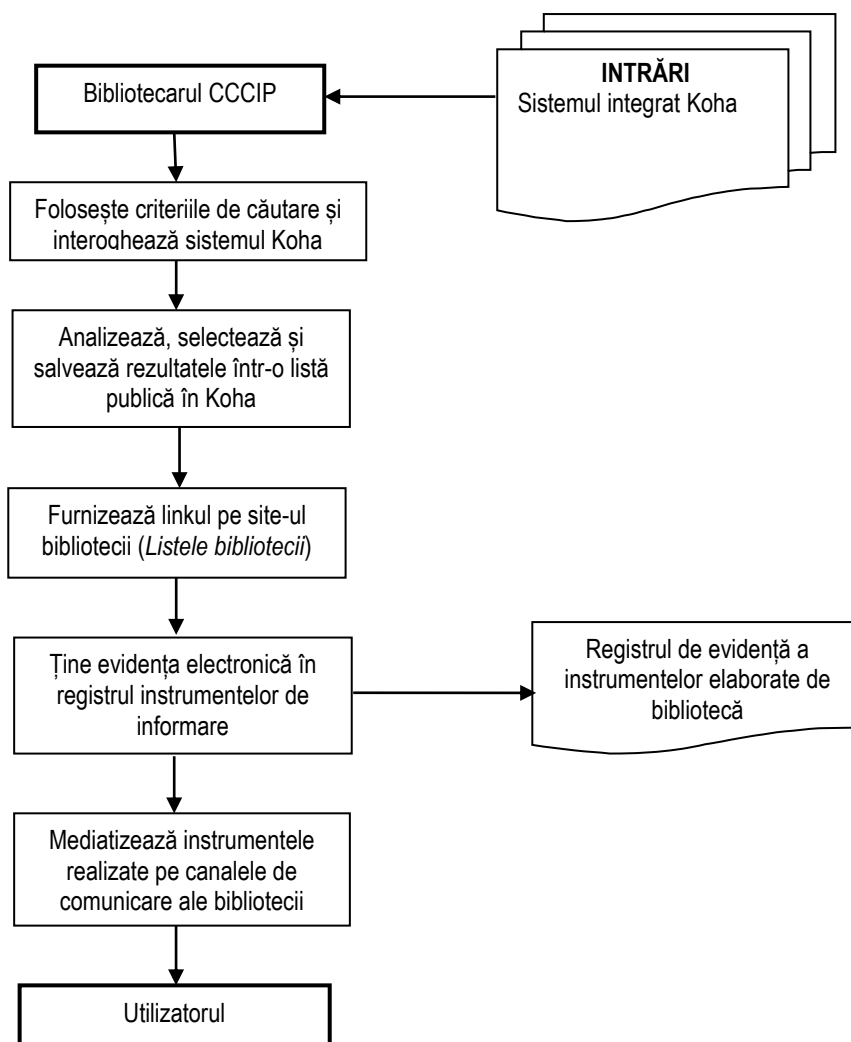 INTRĂRI
Sistemul integrat Koha
Bibliotecarul CCCIP
Folosește criteriile de căutare și
interoghează sistemul Koha
Analizează, selectează și
salvează rezultatele într-o listă
publică în Koha
Furnizează linkul pe site-ul
bibliotecii (Listele bibliotecii)
Ține evidența electronică în
registrul instrumentelor de
informare
Registrul de evidență a
instrumentelor elaborate de
bibliotecă
Mediatizează instrumentele
realizate pe canalele de
comunicare ale bibliotecii
Utilizatorul